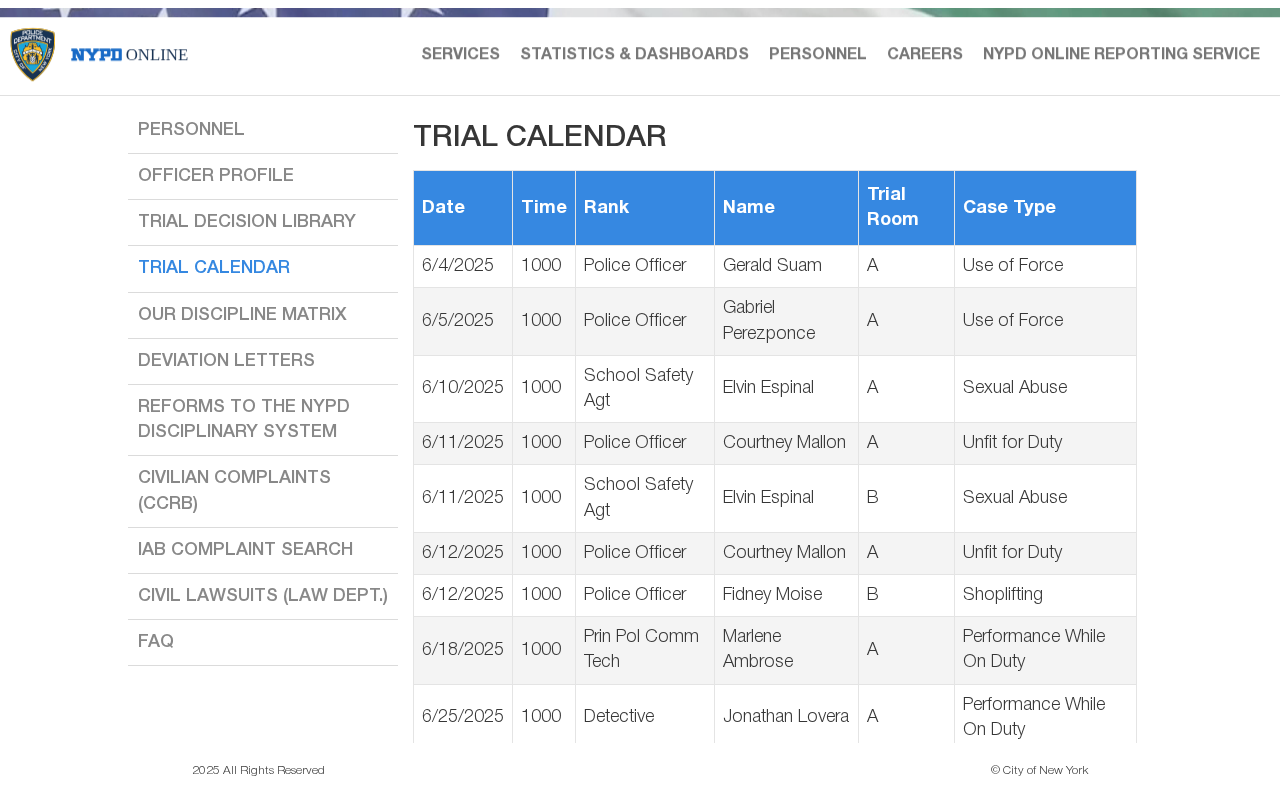 NYPD ONLINE
SERVICES STATISTICS & DASHBOARDS PERSONNEL CAREERS NYPD ONLINE REPORTING SERVICE
PERSONNEL
OFFICER PROFILE
TRIAL DECISION LIBRARY
TRIAL CALENDAR
OUR DISCIPLINE MATRIX
DEVIATION LETTERS
REFORMS TO THE NYPD
DISCIPLINARY SYSTEM
CIVILIAN COMPLAINTS
(CCRB)
IAB COMPLAINT SEARCH
CIVIL LAWSUITS (LAW DEPT.)
FAQ
TRIAL CALENDAR
Date Time Rank Name Trial Room Case Type
6/4/2025 1000 Police Officer Gerald Suam A Use of Force
6/5/2025 1000 Police Officer Gabriel Perezponce A Use of Force
6/10/2025 1000 School Safety Agt Elvin Espinal A Sexual Abuse
6/11/2025 1000 Police Officer Courtney Mallon A Unfit for Duty
6/11/2025 1000 School Safety Agt Elvin Espinal B Sexual Abuse
6/12/2025 1000 Police Officer Courtney Mallon A Unfit for Duty
6/12/2025 1000 Police Officer Fidney Moise B Shoplifting
6/18/2025 1000 Prin Pol Comm Tech Marlene Ambrose A Performance While On Duty
6/25/2025 1000 Detective Jonathan Lovera A Performance While On Duty
2025 All Rights Reserved © City of New York